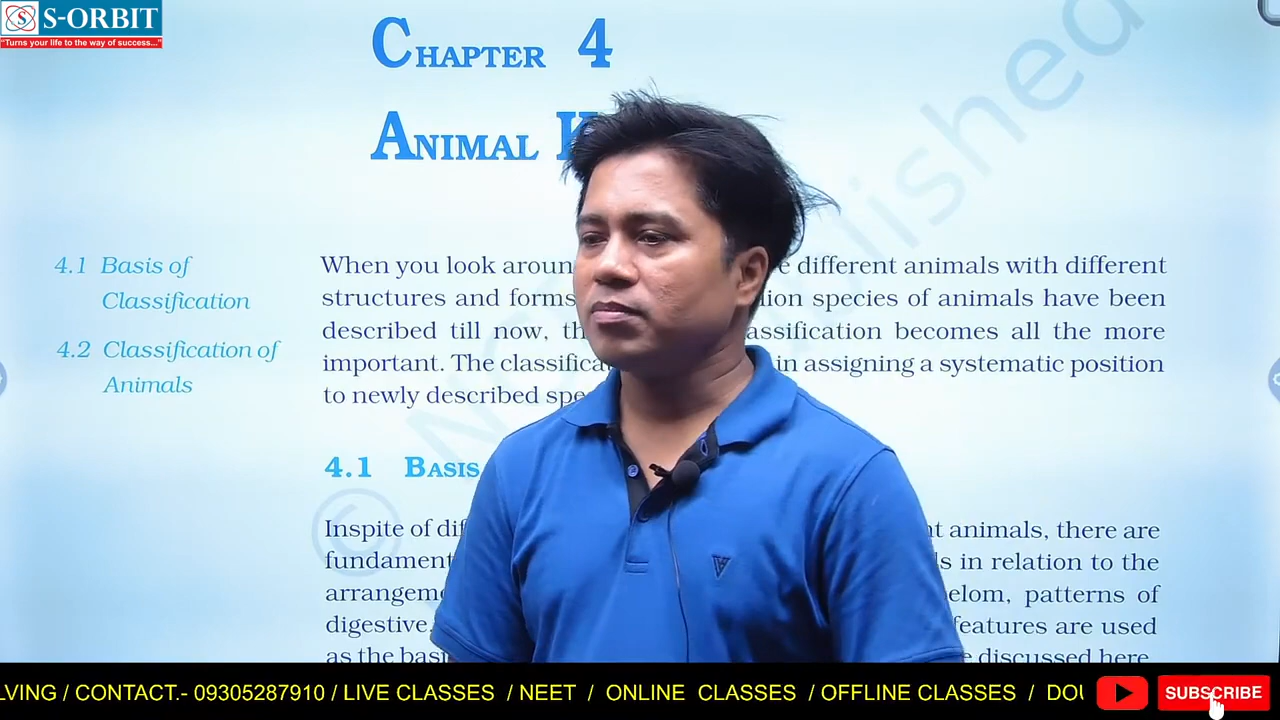 S-ORBIT
"Turns your life to the way of success..."
CHAPTER 4
ANIMAL K
4.1 Basis of
Classification
4.2 Classification of
Animals
When you look aroun e different animals with different
structures and forms lion species of animals have been
described till now, th assification becomes all the more
important. The classifica in assigning a systematic position
to newly described spe
4.1 BASIS
Inspite of dif nt animals, there are
fundament s in relation to the
arrangeme elom, patterns of
digestive. features are used
as the basi e discussed here.
LVING / CONTACT.- 09305287910 / LIVE CLASSES / NEET / ONLINE CLASSES / OFFLINE CLASSES / DOU
SUBSCRIBE